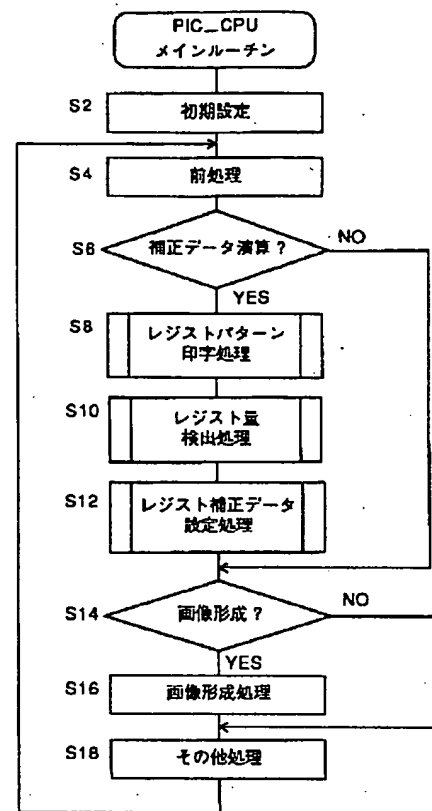 PIC_CPU
メインルーチン
S2
初期設定
S4
前処理
S6
補正データ演算？
NO
YES
S8
レジストパターン
印字処理
S10
レジスト量
検出処理
S12
レジスト補正データ
設定処理
S14
画像形成？
NO
YES
S16
画像形成処理
S18
その他処理